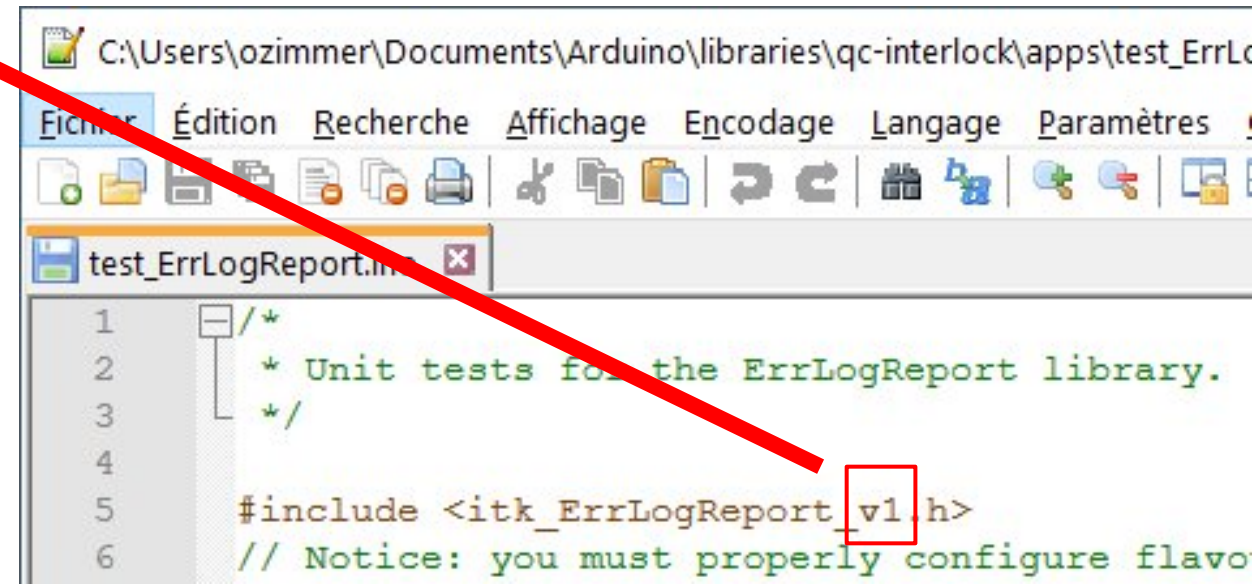 C:\Users\ozimmer\Documents\Arduino\libraries\qc-interlock\apps\test_ErrLo
Fichier Édition Recherche Affichage Encodage Langage Paramètres
test_ErrLogReport.ino
1 /*
2 * Unit tests for the ErrLogReport library.
3 */
4
5 #include <itk_ErrLogReport_v1.h>
6 // Notice: you must properly configure flavo